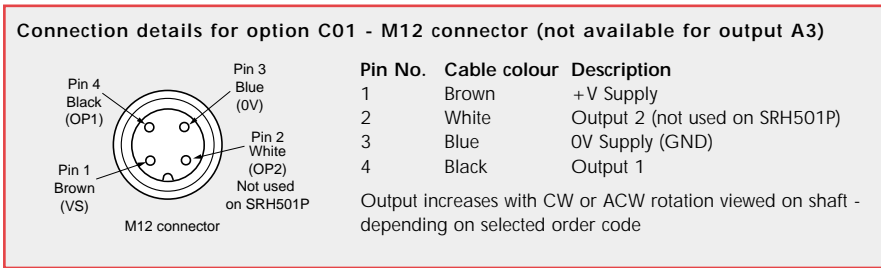 Connection details for option C01 - M12 connector (not available for output A3)
Pin 4
Black
(OP1)
Pin 3
Blue
(0V)
Pin 2
White
(OP2)
Not used
on SRH501P
Pin 1
Brown
(VS)
M12 connector
Pin No. Cable colour Description
1 Brown +V Supply
2 White Output 2 (not used on SRH501P)
3 Blue 0V Supply (GND)
4 Black Output 1
Output increases with CW or ACW rotation viewed on shaft -
depending on selected order code